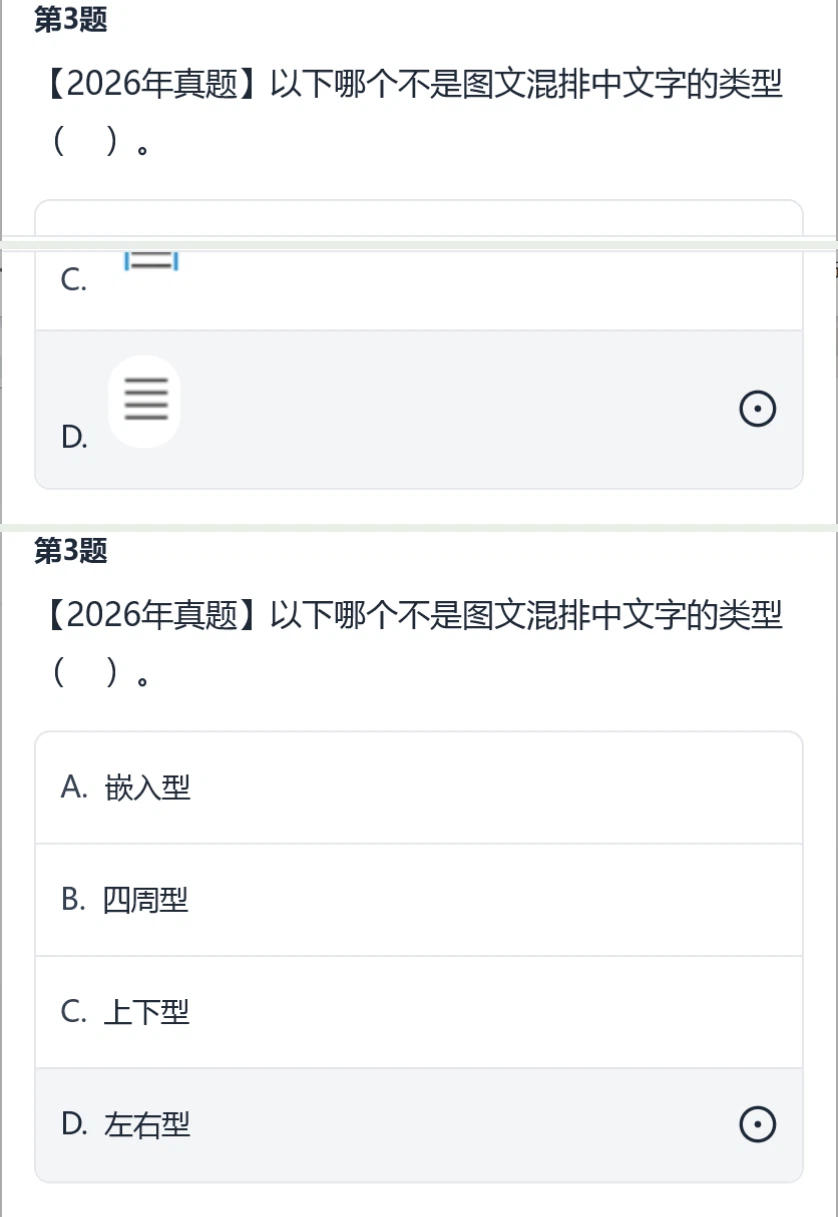 第3题
【2026年真题】以下哪个不是图文混排中文字的类型
（　）。
C.
D.
第3题
【2026年真题】以下哪个不是图文混排中文字的类型
（　）。
A. 嵌入型
B. 四周型
C. 上下型
D. 左右型